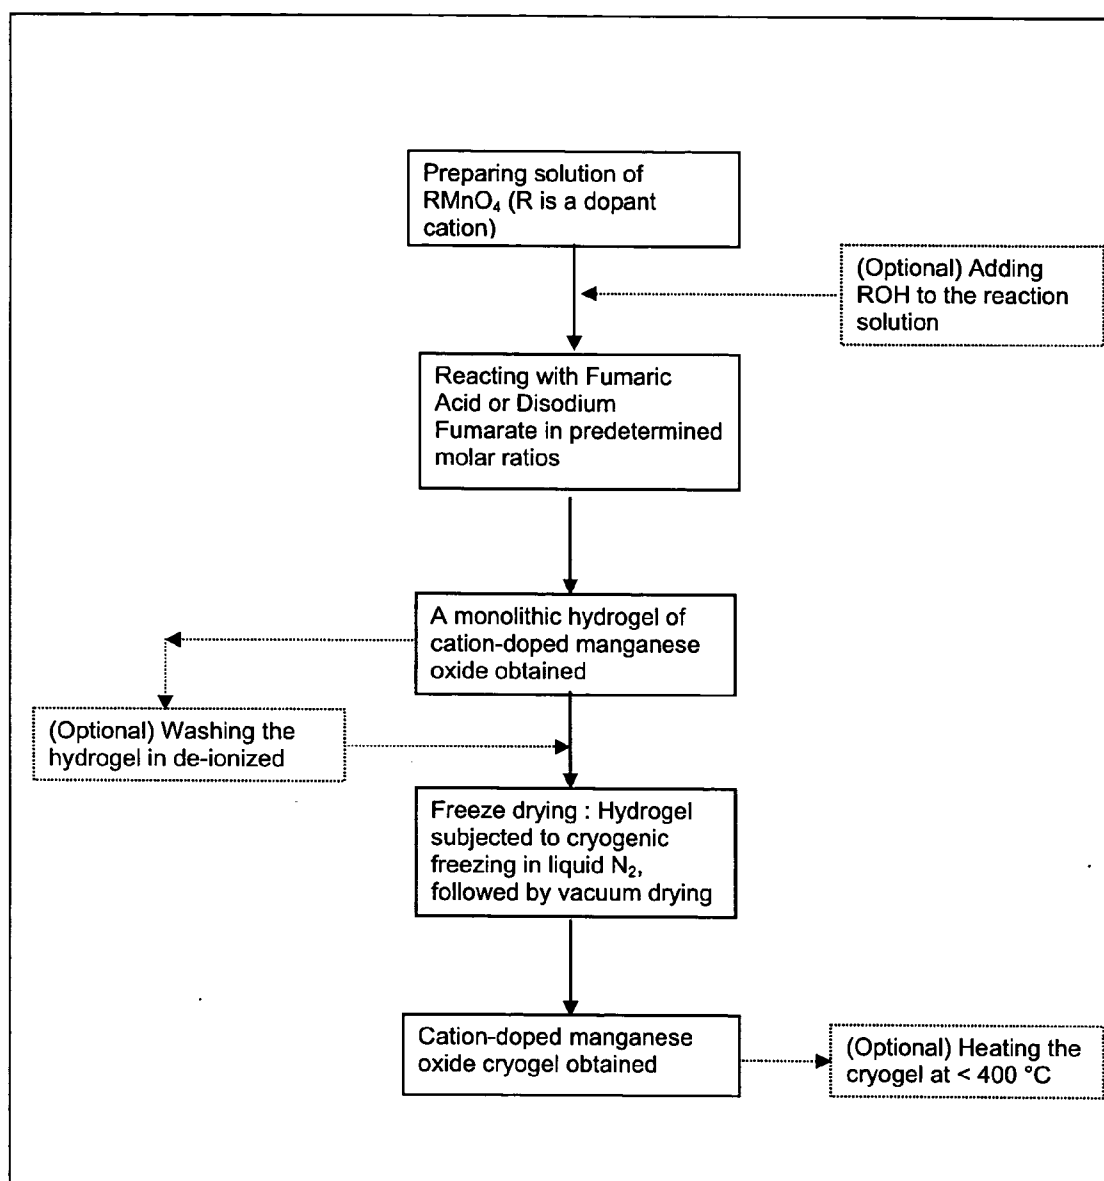 Preparing solution of
RMnO₄ (R is a dopant
cation)
(Optional) Adding
ROH to the reaction
solution
Reacting with Fumaric
Acid or Disodium
Fumarate in predetermined
molar ratios
A monolithic hydrogel of
cation-doped manganese
oxide obtained
(Optional) Washing the
hydrogel in de-ionized
Freeze drying : Hydrogel
subjected to cryogenic
freezing in liquid N₂,
followed by vacuum drying
Cation-doped manganese
oxide cryogel obtained
(Optional) Heating the
cryogel at < 400 °C